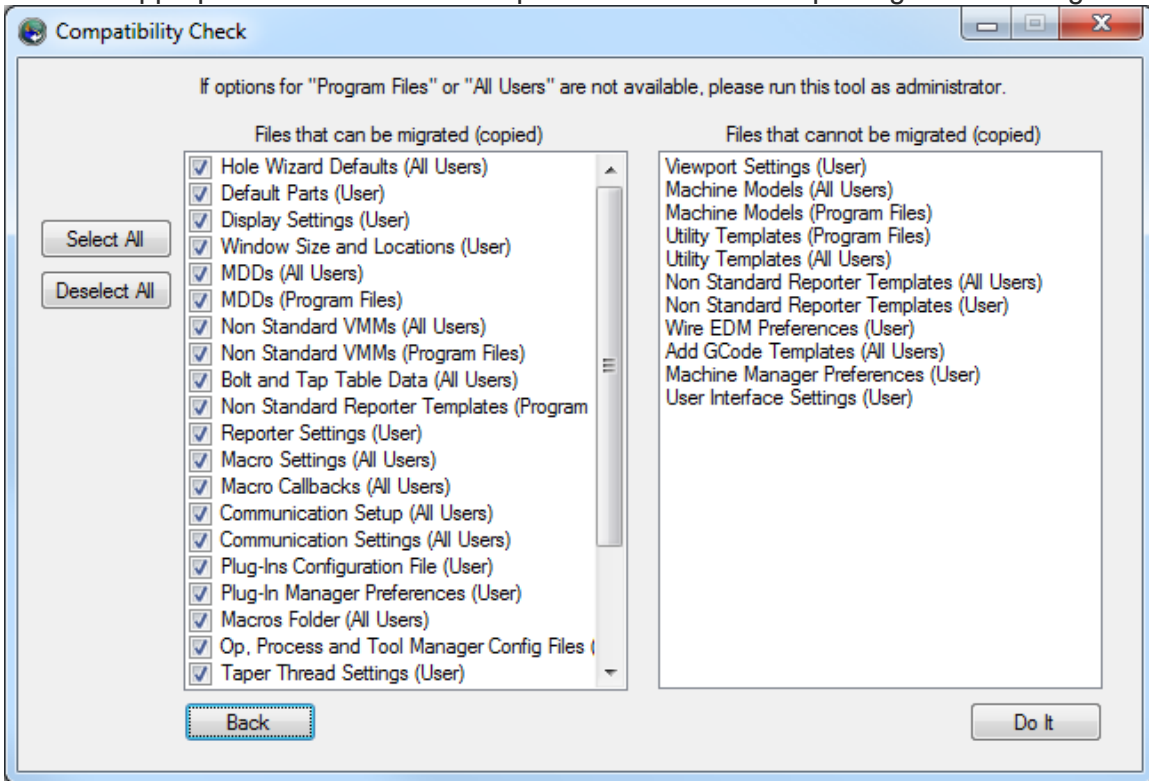 Compatibility Check
If options for "Program Files" or "All Users" are not available, please run this tool as administrator.
Files that can be migrated (copied)
Files that cannot be migrated (copied)
Select All
Deselect All
Hole Wizard Defaults (All Users)
Default Parts (User)
Display Settings (User)
Window Size and Locations (User)
MDDs (All Users)
MDDs (Program Files)
Non Standard VMMs (All Users)
Non Standard VMMs (Program Files)
Bolt and Tap Table Data (All Users)
Non Standard Reporter Templates (Program
Reporter Settings (User)
Macro Settings (All Users)
Macro Callbacks (All Users)
Communication Setup (All Users)
Communication Settings (All Users)
Plug-Ins Configuration File (User)
Plug-In Manager Preferences (User)
Macros Folder (All Users)
Op, Process and Tool Manager Config Files (
Taper Thread Settings (User)
Viewport Settings (User)
Machine Models (All Users)
Machine Models (Program Files)
Utility Templates (Program Files)
Utility Templates (All Users)
Non Standard Reporter Templates (All Users)
Non Standard Reporter Templates (User)
Wire EDM Preferences (User)
Add GCode Templates (All Users)
Machine Manager Preferences (User)
User Interface Settings (User)
Back
Do It